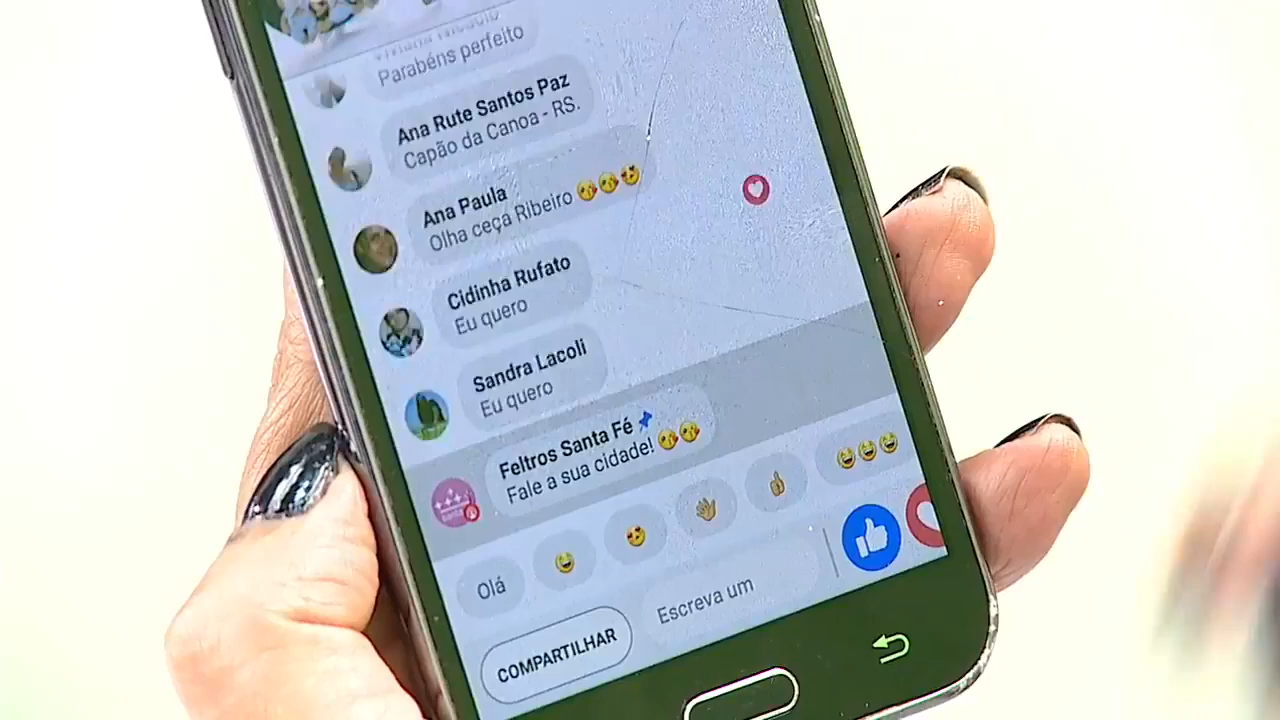 Parabéns perfeito
Ana Rute Santos Paz
Capão da Canoa - RS.
Ana Paula
Olha ceça Ribeiro 😘😘😍
Cidinha Rufato
Eu quero
Sandra Lacoli
Eu quero
Feltros Santa Fé 📌
Fale a sua cidade! 😘😘
Olá
Escreva um
COMPARTILHAR